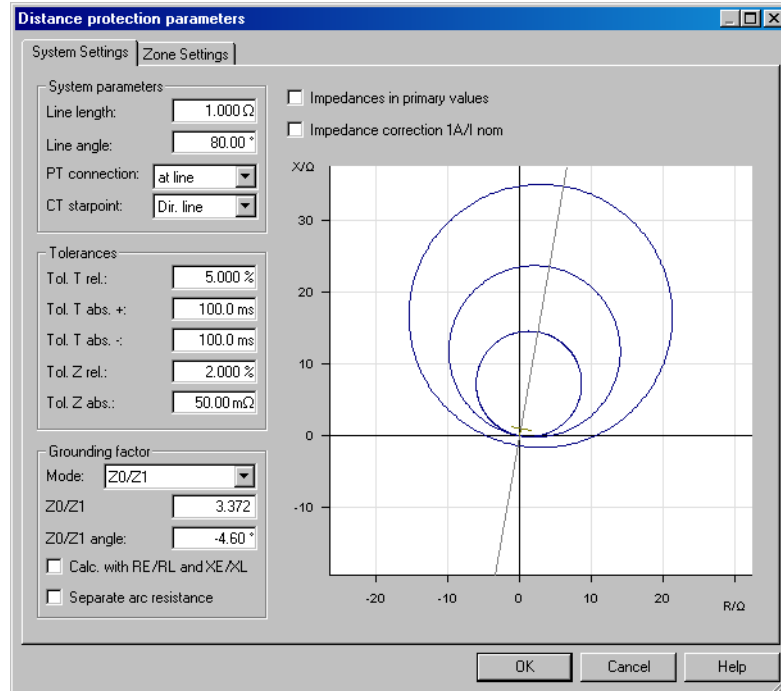 Distance protection parameters
System Settings
Zone Settings
System parameters
Line length: 1.000 Ω
Line angle: 80.00 °
PT connection: at line
CT starpoint: Dir. line
Tolerances
Tol. T rel.: 5.000 %
Tol. T abs. +: 100.0 ms
Tol. T abs. -: 100.0 ms
Tol. Z rel.: 2.000 %
Tol. Z abs.: 50.00 mΩ
Grounding factor
Mode: Z0/Z1
Z0/Z1 3.372
Z0/Z1 angle: -4.60 °
Calc. with RE/RL and XE/XL
Separate arc resistance
Impedances in primary values
Impedance correction 1A/I nom
X/Ω
30
20
10
0
-10
-20 -10 0 10 20
R/Ω
OK Cancel Help